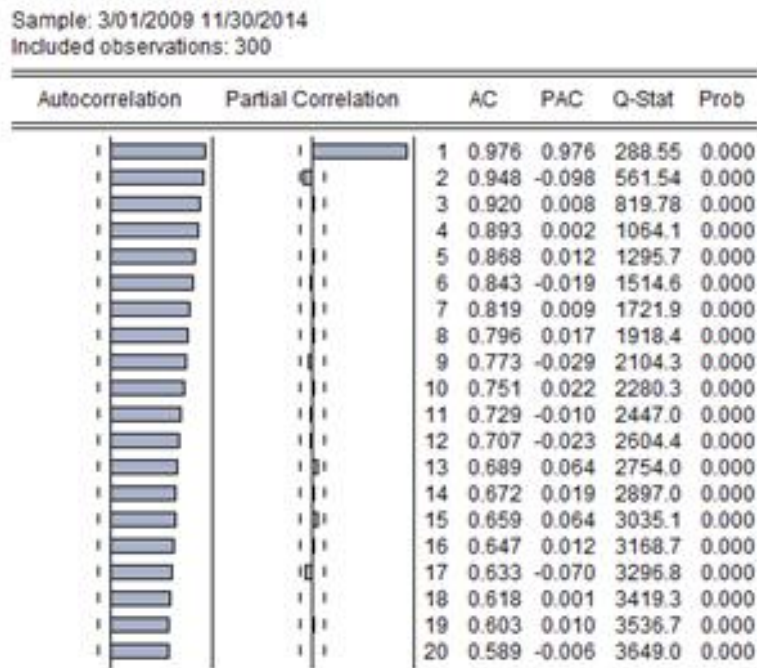 Sample: 3/01/2009 11/30/2014
Included observations: 300
Autocorrelation Partial Correlation AC PAC Q-Stat Prob
1 0.976 0.976 288.55 0.000
2 0.948 -0.098 561.54 0.000
3 0.920 0.008 819.78 0.000
4 0.893 0.002 1064.1 0.000
5 0.868 0.012 1295.7 0.000
6 0.843 -0.019 1514.6 0.000
7 0.819 0.009 1721.9 0.000
8 0.796 0.017 1918.4 0.000
9 0.773 -0.029 2104.3 0.000
10 0.751 0.022 2280.3 0.000
11 0.729 -0.010 2447.0 0.000
12 0.707 -0.023 2604.4 0.000
13 0.689 0.064 2754.0 0.000
14 0.672 0.019 2897.0 0.000
15 0.659 0.064 3035.1 0.000
16 0.647 0.012 3168.7 0.000
17 0.633 -0.070 3296.8 0.000
18 0.618 0.001 3419.3 0.000
19 0.603 0.010 3536.7 0.000
20 0.589 -0.006 3649.0 0.000